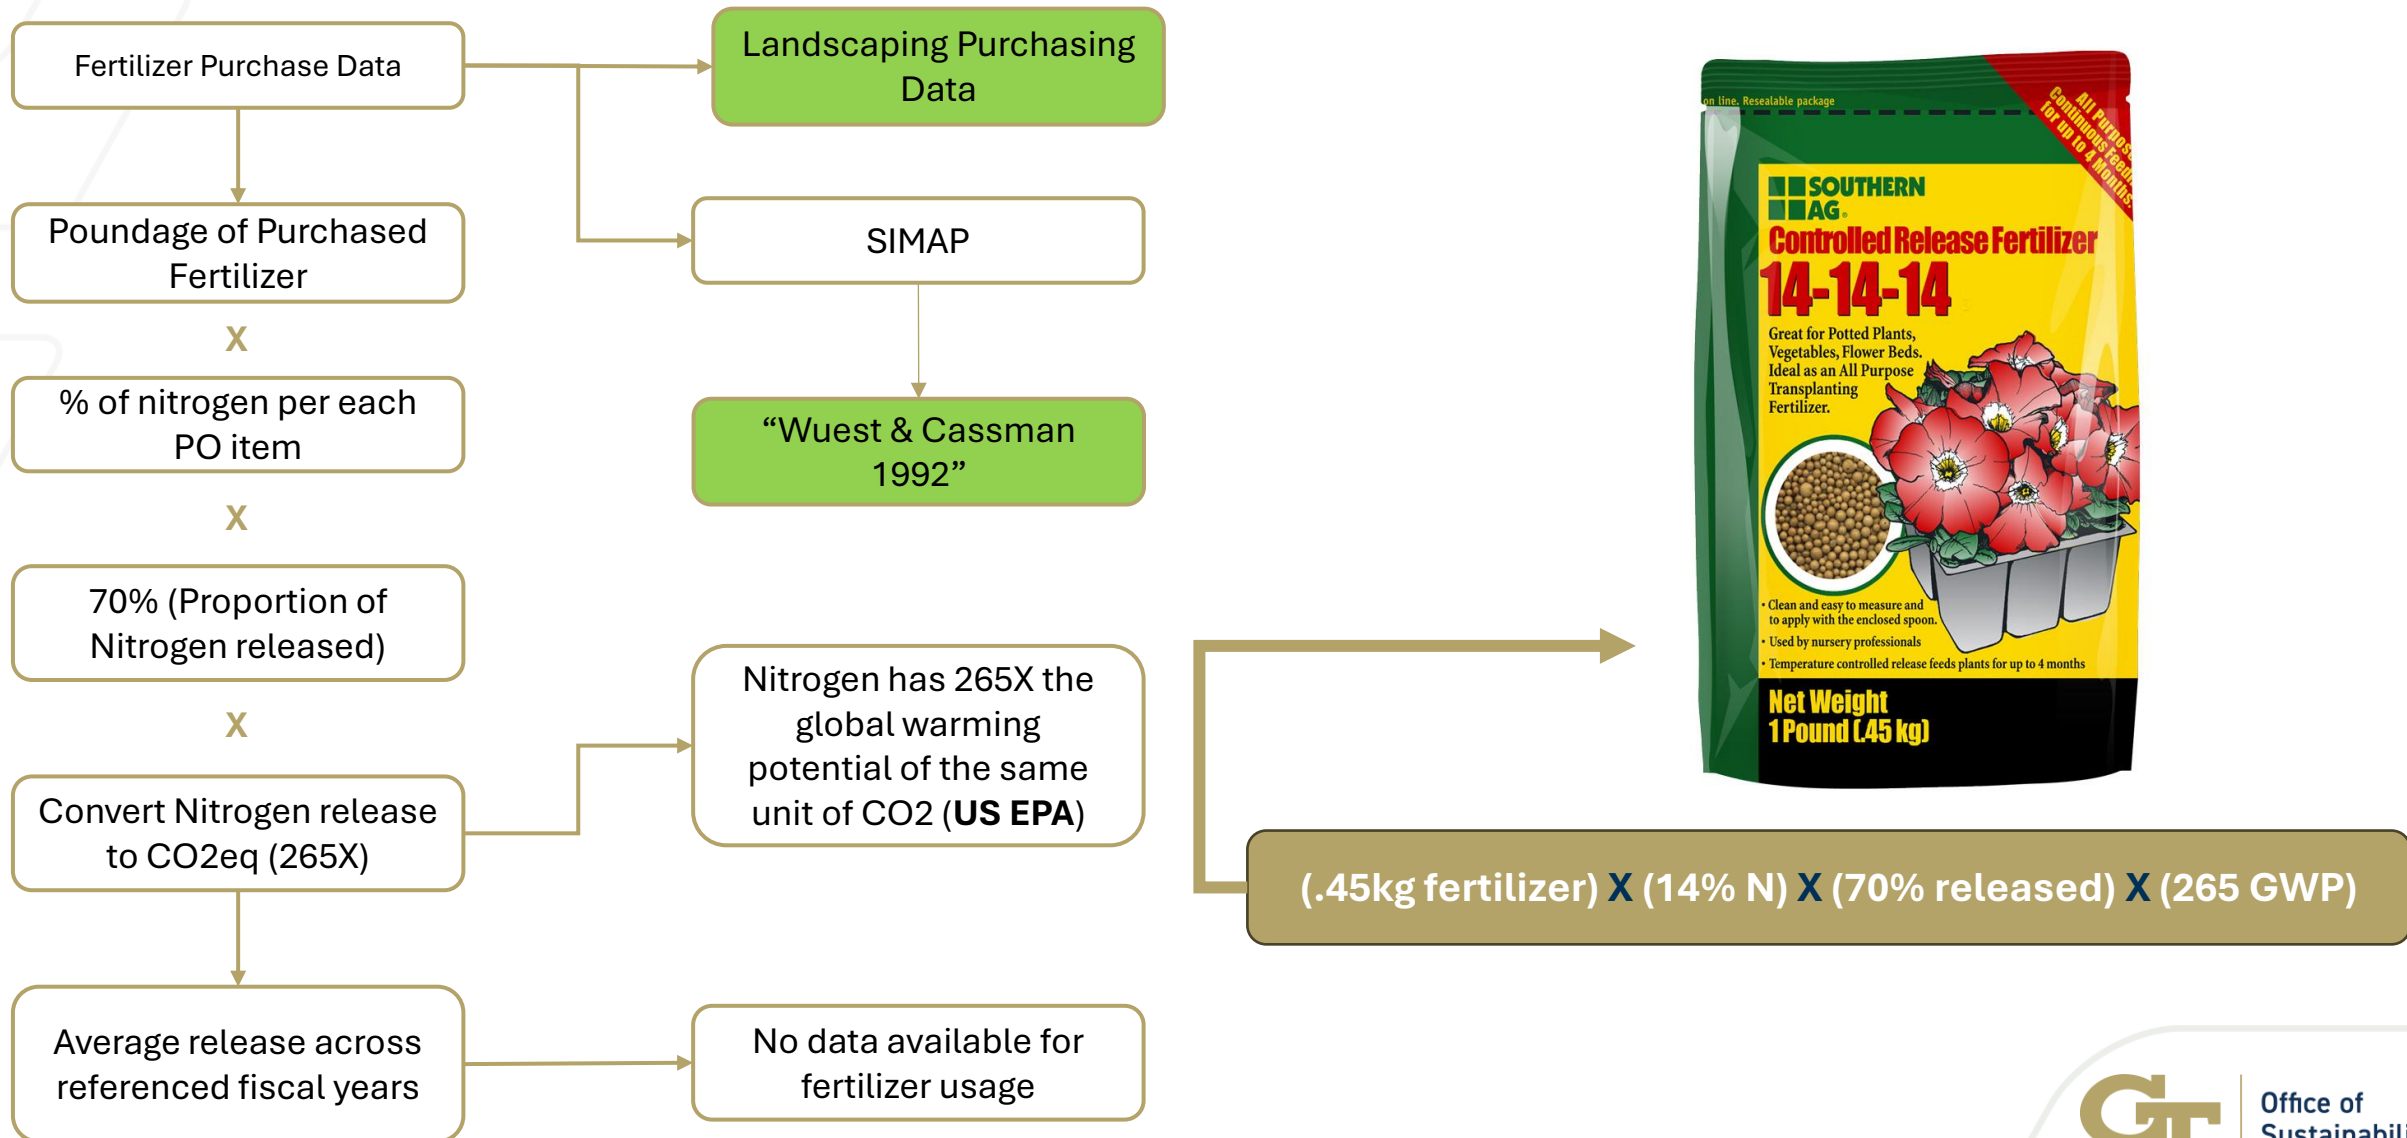 Fertilizer Purchase Data
Landscaping Purchasing
Data
Poundage of Purchased
Fertilizer
SIMAP
X
% of nitrogen per each
PO item
“Wuest & Cassman
1992”
X
70% (Proportion of
Nitrogen released)
X
Convert Nitrogen release
to CO2eq (265X)
Nitrogen has 265X the
global warming
potential of the same
unit of CO2 (US EPA)
Average release across
referenced fiscal years
No data available for
fertilizer usage
on line. Resealable package
All Purpose
Continuous Feeding
for up to 4 Months.
SOUTHERN
AG®
Controlled Release Fertilizer
14-14-14
Great for Potted Plants,
Vegetables, Flower Beds.
Ideal as an All Purpose
Transplanting
Fertilizer.
• Clean and easy to measure and
to apply with the enclosed spoon.
• Used by nursery professionals
• Temperature controlled release feeds plants for up to 4 months
Net Weight
1 Pound (.45 kg)
(.45kg fertilizer) X (14% N) X (70% released) X (265 GWP)
GT
Office of